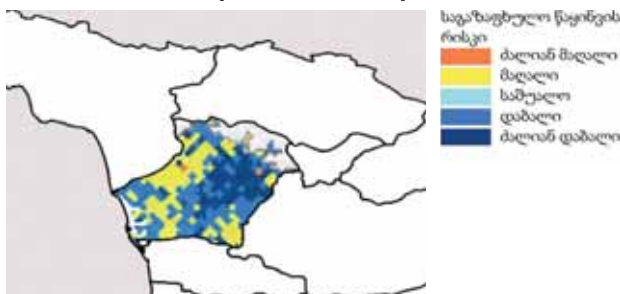 საგაზაფხულო წაყინვის
რისკი
ძალიან მაღალი
მაღალი
საშუალო
დაბალი
ძალიან დაბალი